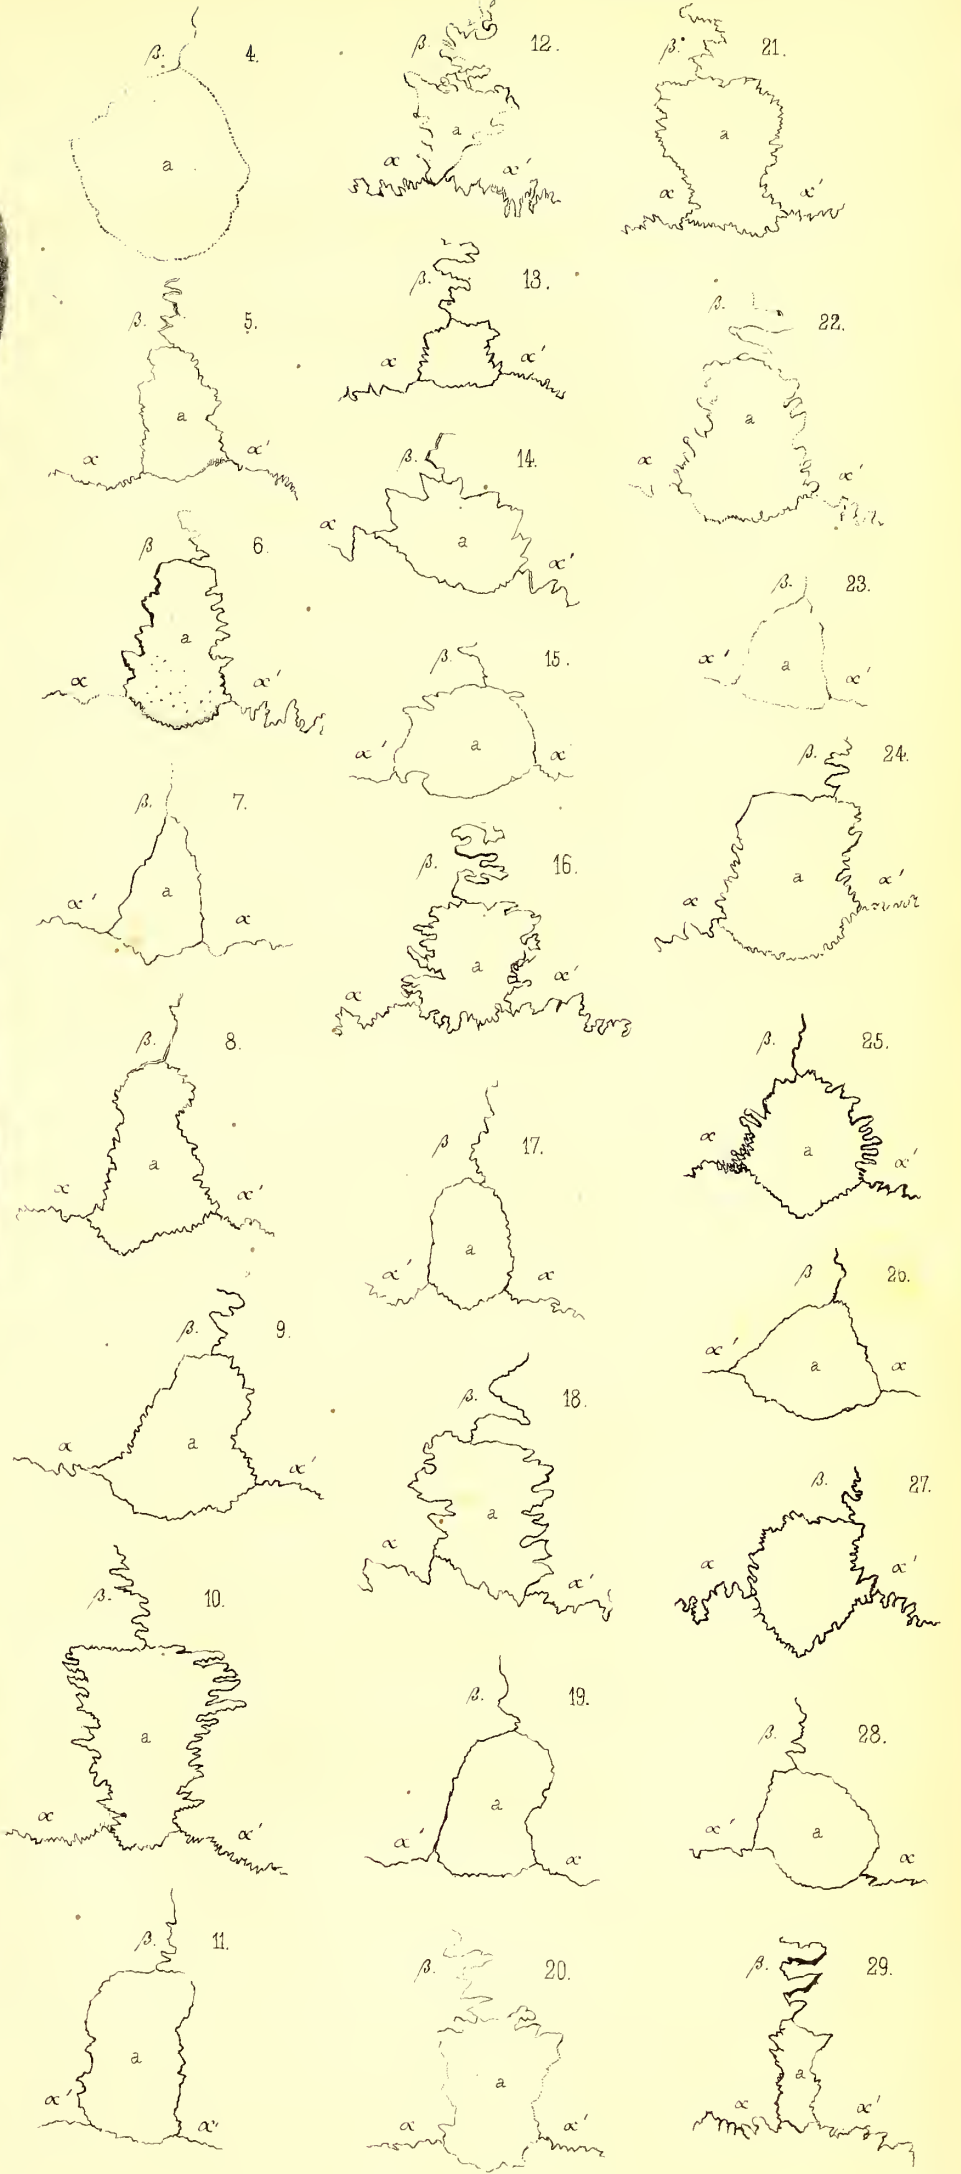 β. 4.
a
β. 5.
a
α α′
β 6.
a
α α′
β. 7.
a
α′ α
β. 8.
a
α α′
β. 9.
a
α α′
β. 10.
a
α α′
β. 11.
a
α′ α′
β. 12.
a
α α′
β. 13.
α α′
β. 14.
α a α′
β. 15.
a
α′ α
β. 16.
a
α α′
β 17.
a
α′ α
β. 18.
a
α α′
β. 19.
a
α′ α
β. 20.
a
α α′
β. 21.
a
α α′
β. 22.
a
α α′
β. 23.
α′ a α′
β. 24.
a α′
α
β. 25.
α a α′
β 26.
α′ a α
β. 27.
α α′
β. 28.
α′ a α
β. 29.
a
α α′